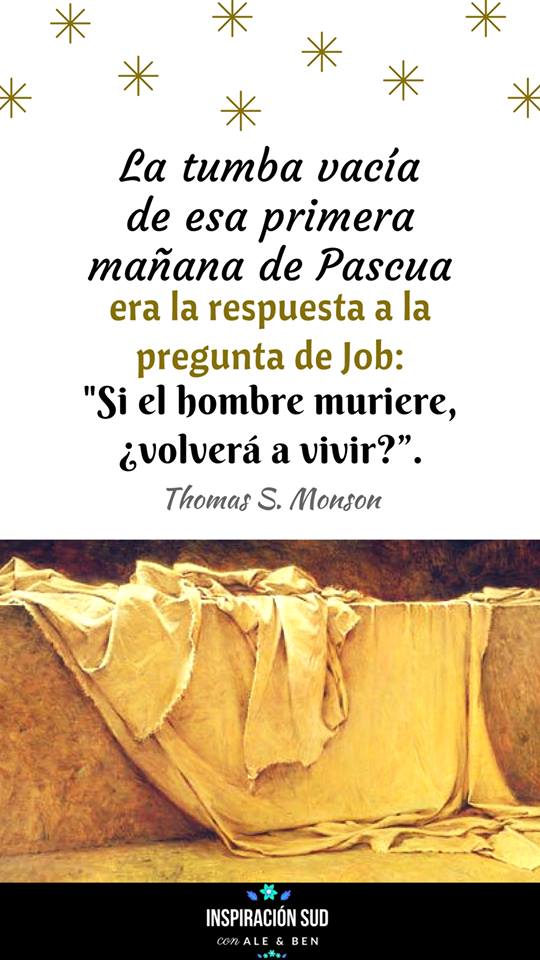 La tumba vacía
de esa primera
mañana de Pascua
era la respuesta a la
pregunta de Job:
"Si el hombre muriere,
¿volverá a vivir?”.
Thomas S. Monson
INSPIRACIÓN SUD
con ALE & BEN